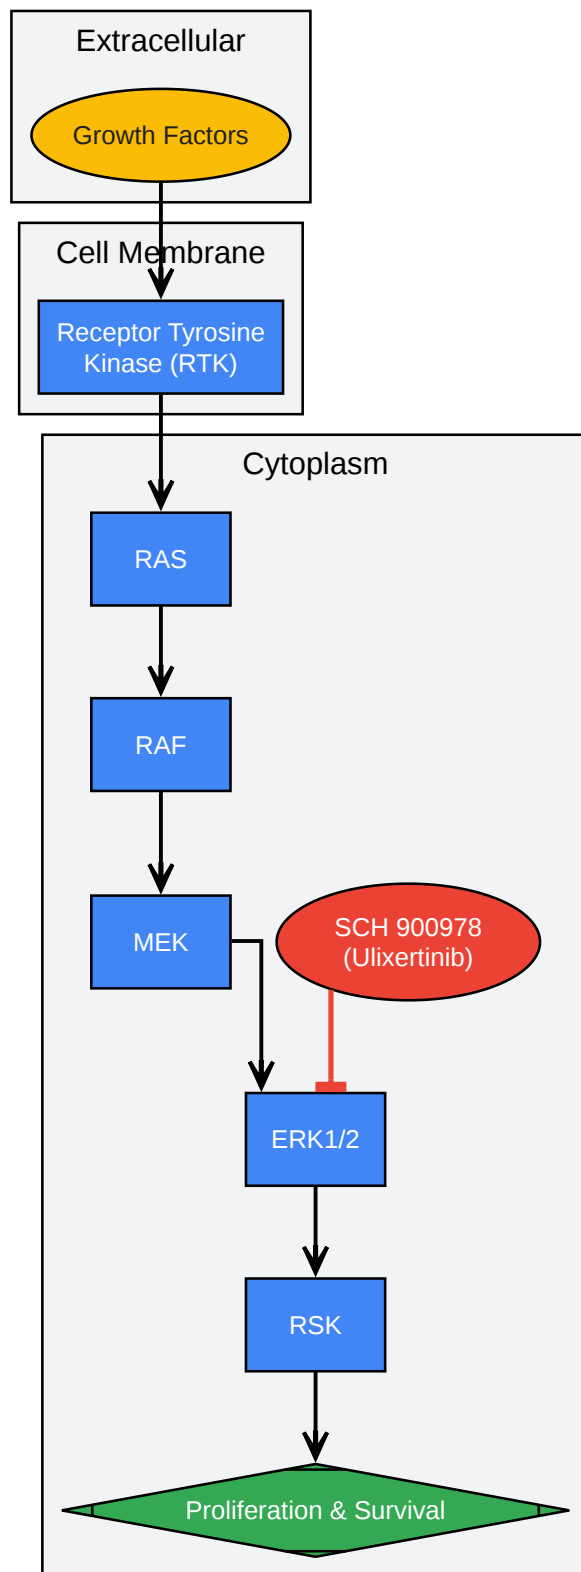 Extracellular
Growth Factors
Cell Membrane
Receptor Tyrosine
Kinase (RTK)
Cytoplasm
RAS
RAF
MEK
SCH 900978
(Ulixertinib)
ERK1/2
RSK
Proliferation & Survival